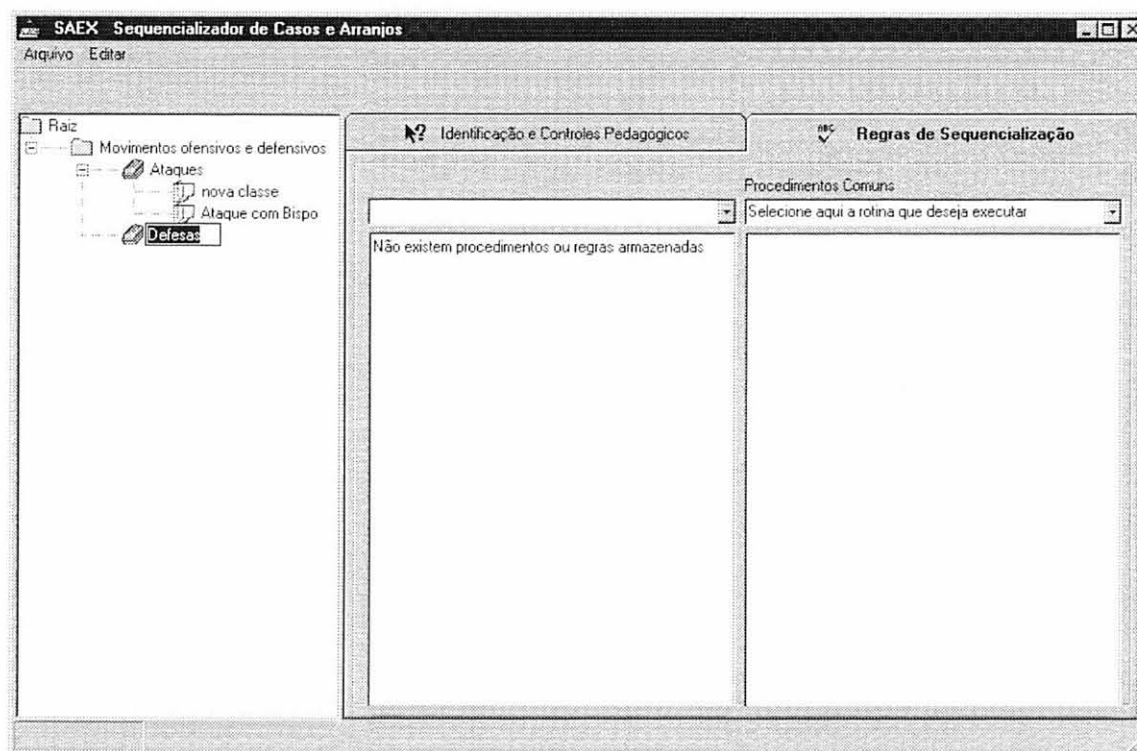 SAEX Sequencializador de Casos e Arranjos
Arquivo Editar
Raiz
Movimentos ofensivos e defensivos
Ataques
nova classe
Ataque com Bispo
Defesas
Identificação e Controles Pedagogicos
ABC Regras de Sequencialização
Procedimentos Comuns
Selecione aqui a rotina que deseja executar
Não existem procedimentos ou regras armazenadas